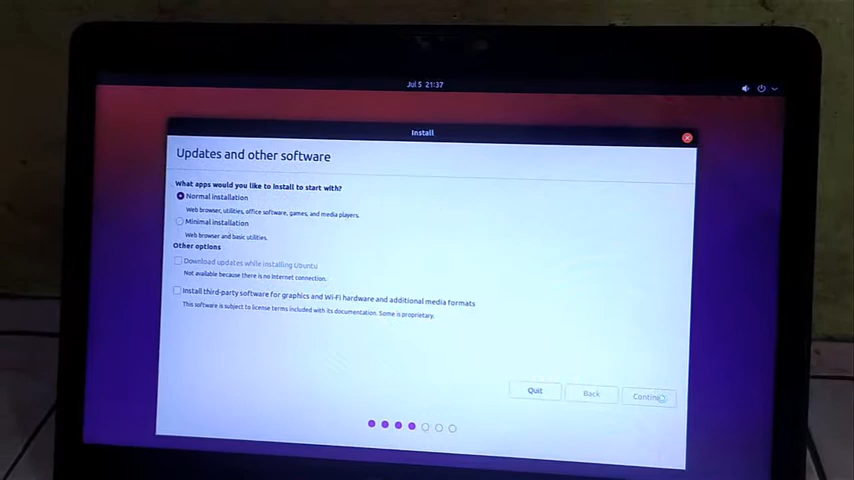 Jul 5 21:37
Install
Updates and other software
What apps would you like to install to start with?
Normal installation
Web browser, utilities, office software, games, and media players.
Minimal installation
Web browser and basic utilities.
Other options
Download updates while installing Ubuntu
Not available because there is no Internet connection.
Install third-party software for graphics and Wi-Fi hardware and additional media formats
This software is subject to license terms included with its documentation. Some is proprietary.
Quit
Back
Continue